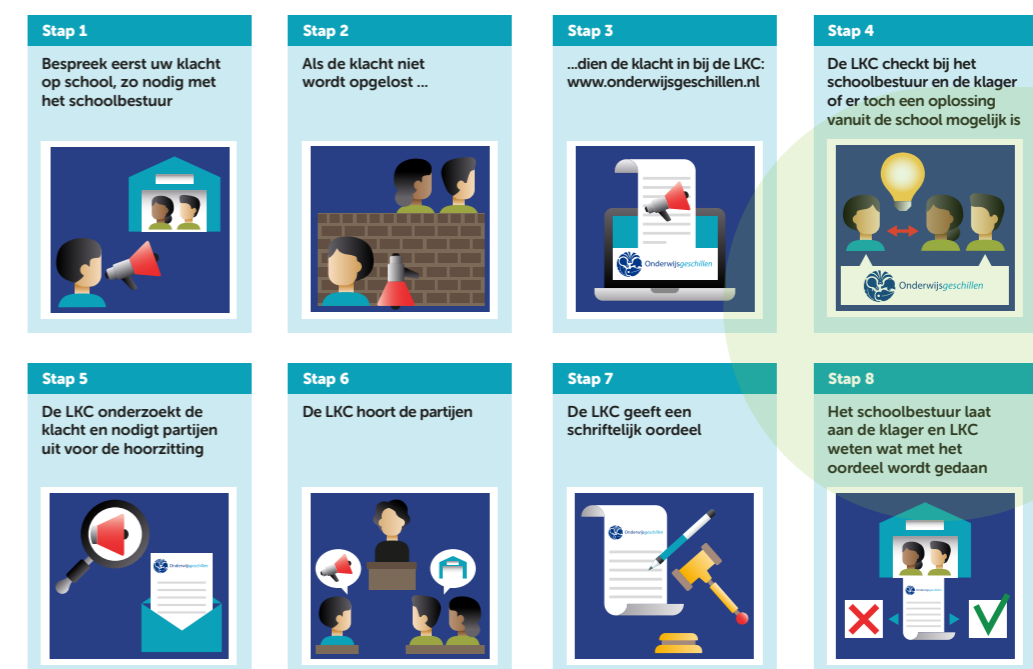 Stap 1
Bespreek eerst uw klacht
op school, zo nodig met
het schoolbestuur
Stap 2
Als de klacht niet
wordt opgelost ...
Stap 3
...dien de klacht in bij de LKC:
www.onderwijsgeschillen.nl
Onderwijsgeschillen
Stap 4
De LKC checkt bij het
schoolbestuur en de klager
of er toch een oplossing
vanuit de school mogelijk is
Onderwijsgeschillen
Stap 5
De LKC onderzoekt de
klacht en nodigt partijen
uit voor de hoorzitting
Onderwijsgeschillen
Stap 6
De LKC hoort de partijen
Stap 7
De LKC geeft een
schriftelijk oordeel
Onderwijsgeschillen
Stap 8
Het schoolbestuur laat
aan de klager en LKC
weten wat met het
oordeel wordt gedaan
Onderwijsgeschillen